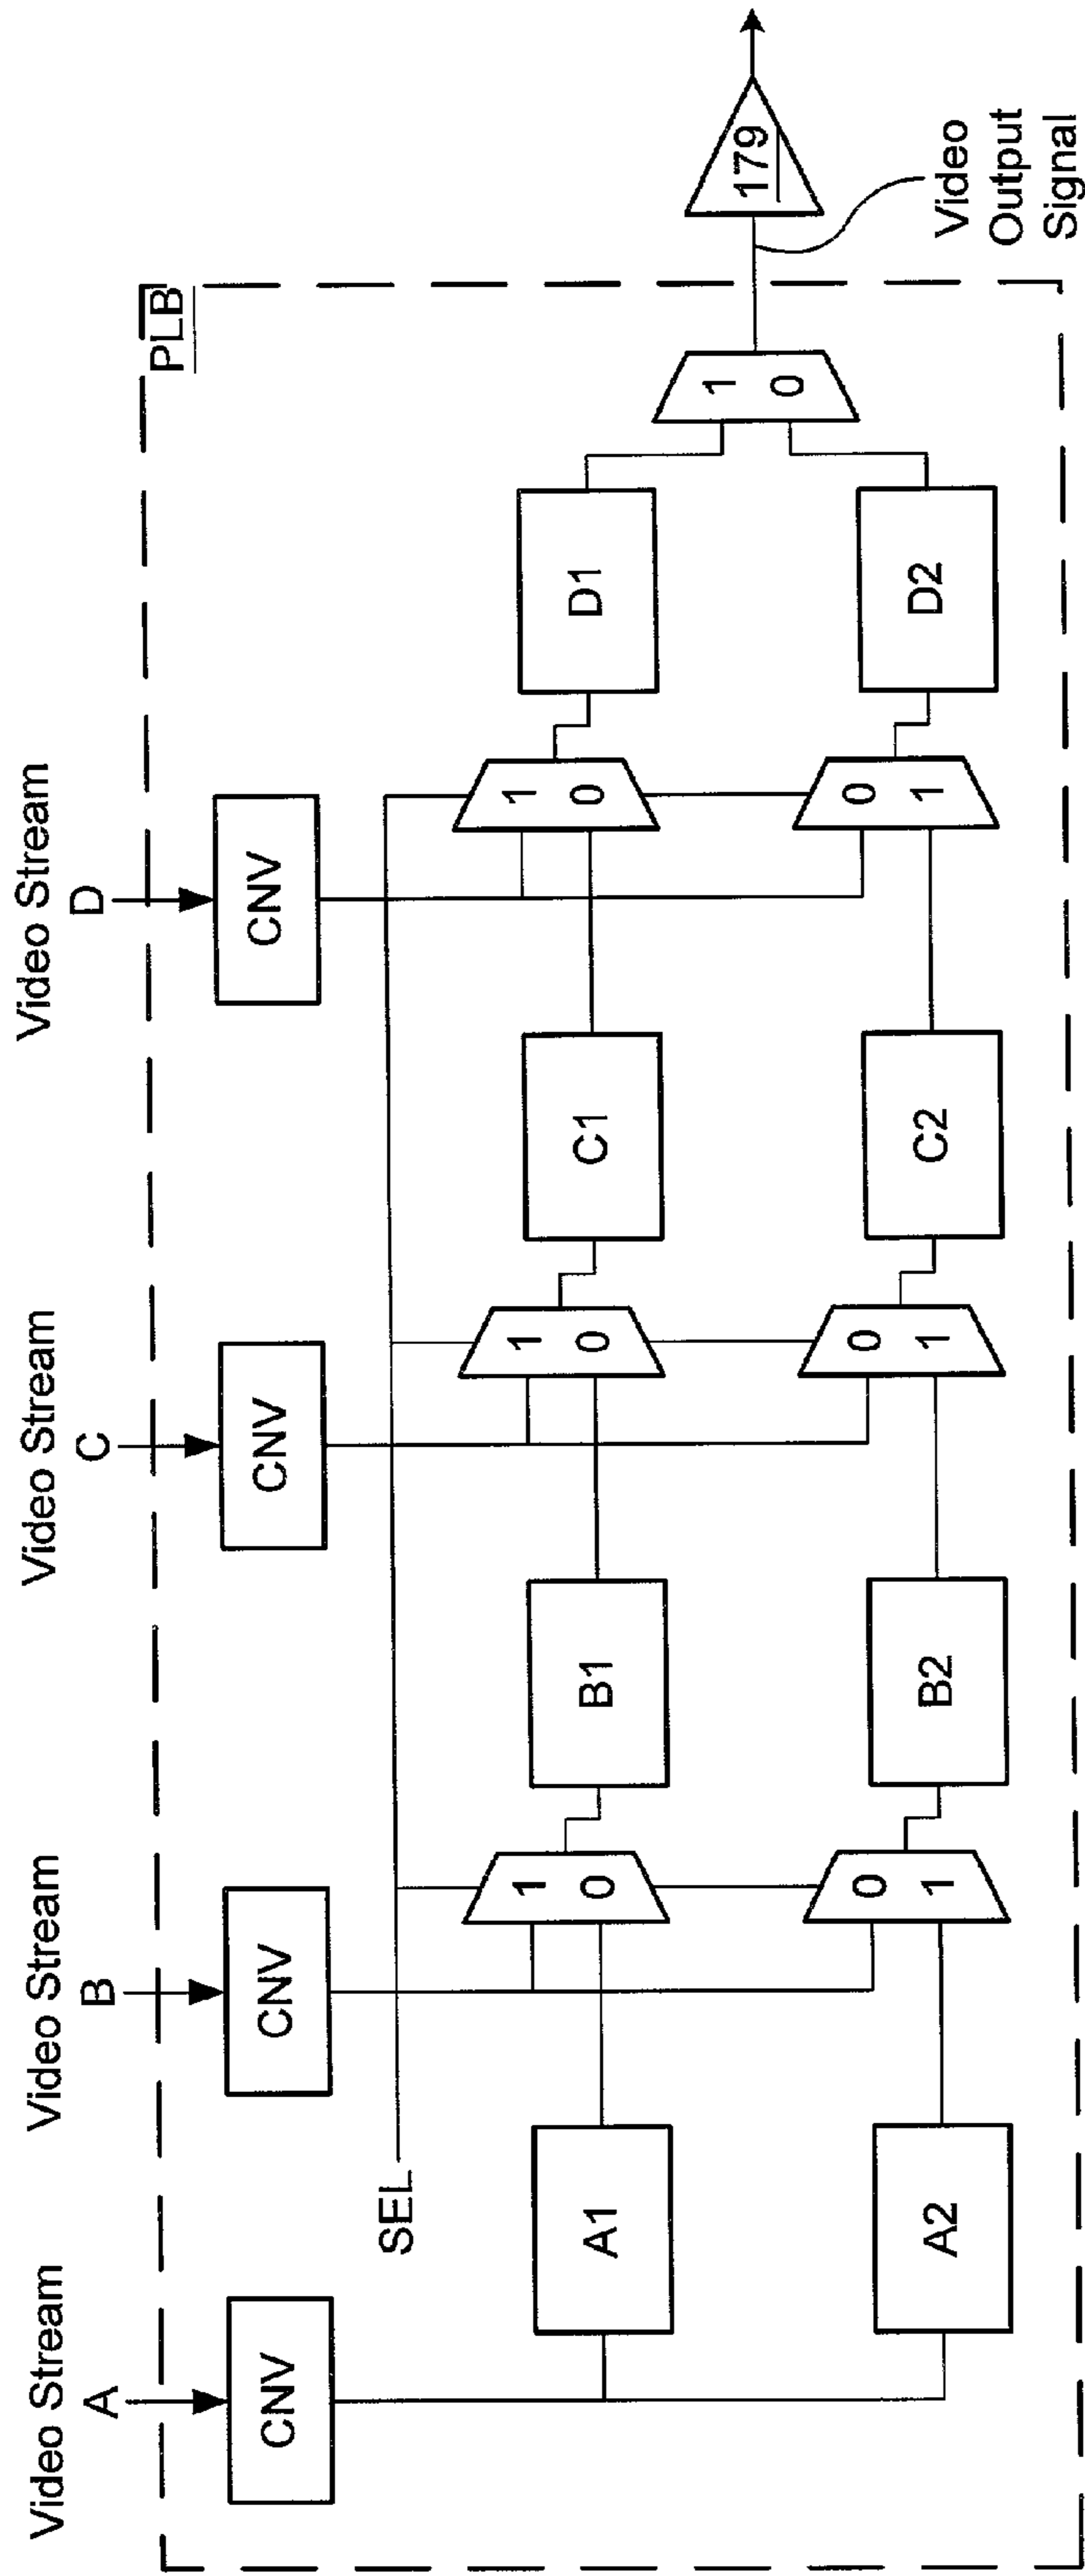 Video Stream
A
Video Stream
B
Video Stream
C
Video Stream
D
PLB
CNV
CNV
CNV
CNV
SEL
A1
1
0
B1
1
0
C1
1
0
D1
1
0
179
A2
0
1
B2
0
1
C2
0
1
D2
Video
Output
Signal